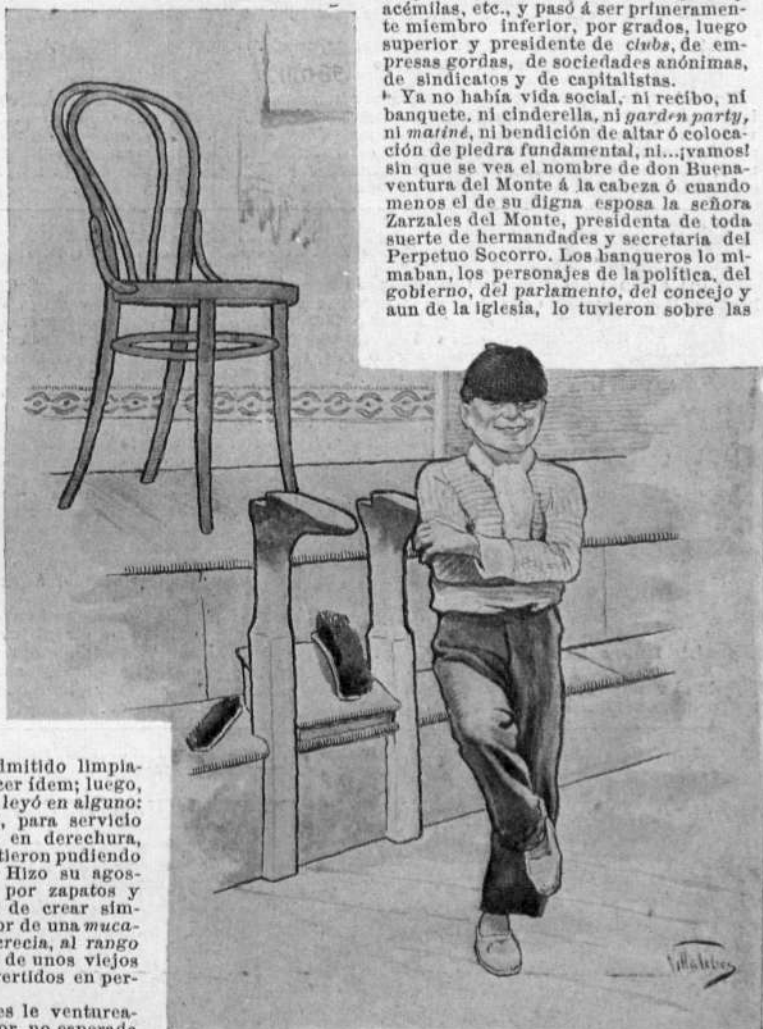 acémilas, etc., y pasó á ser primeramen-
te miembro inferior, por grados, luego
superior y presidente de clubs, de em-
presas gordas, de sociedades anónimas,
de sindicatos y de capitalistas.
Ya no había vida social, ni recibo, ni
banquete, ni cinderella, ni garden party,
ni matiné, ni bendición de altar ó coloca-
ción de piedra fundamental, ni...¡vamos!
sin que se vea el nombre de don Buena-
ventura del Monte á la cabeza ó cuando
menos el de su digna esposa la señora
Zarzales del Monte, presidenta de toda
suerte de hermandades y secretaria del
Perpetuo Socorro. Los banqueros lo mi-
maban, los personajes de la política, del
gobierno, del parlamento, del concejo y
aun de la iglesia, lo tuvieron sobre las
dmitido limpia-
cer ídem; luego,
leyó en alguno:
, para servicio
en derechura,
tieron pudiendo
Hizo su agos-
por zapatos y
de crear sim-
or de una muca-
crecia, al rango
de unos viejos
vertidos en per-
es le venturea-
or no esperado